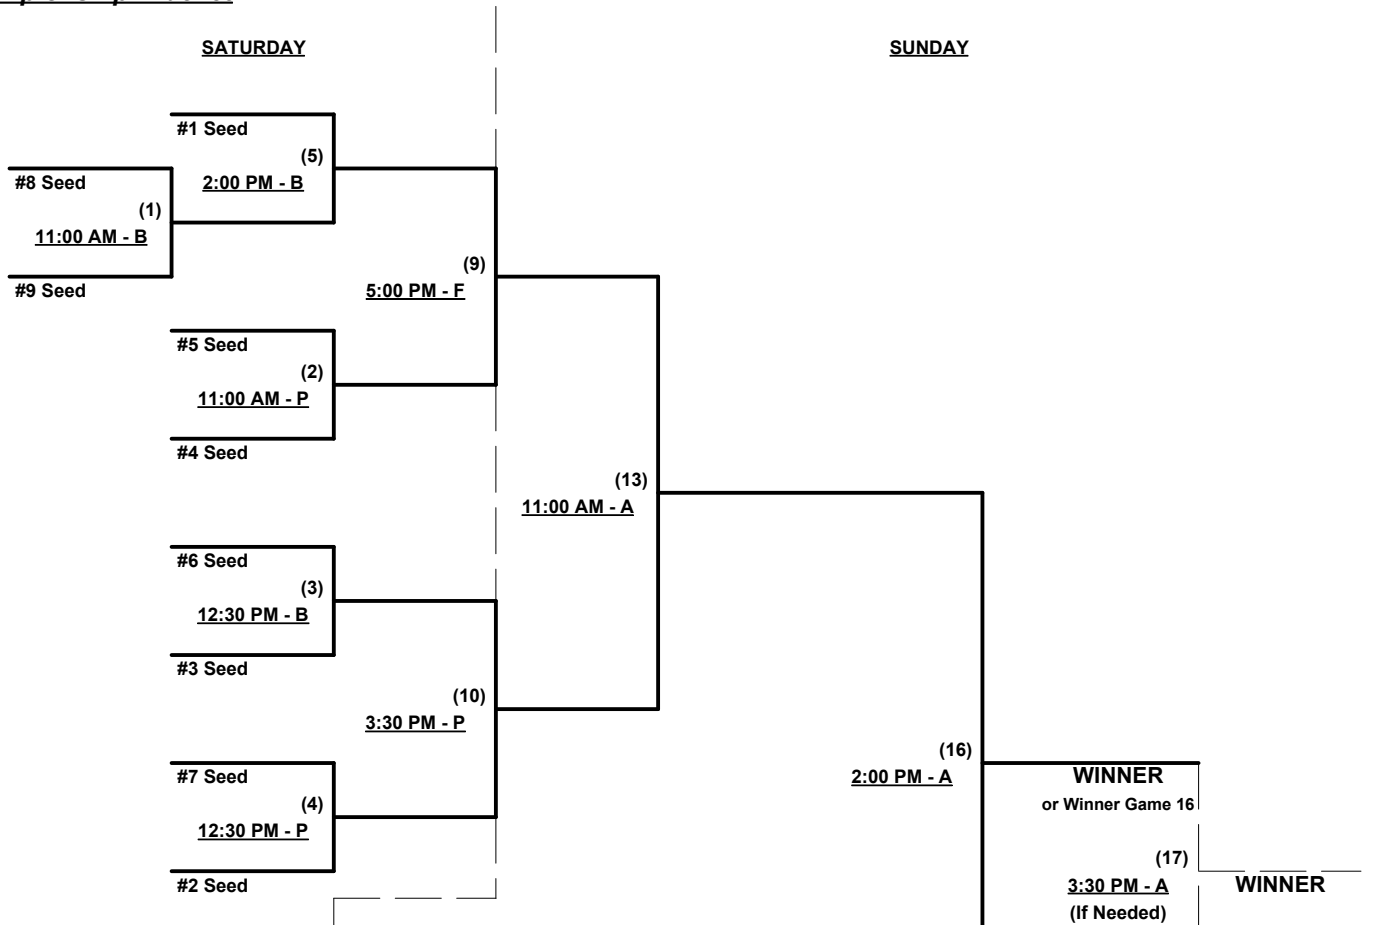 SATURDAY
SUNDAY
#1 Seed
(5)
#8 Seed
2:00 PM - B
(1)
11:00 AM - B
(9)
#9 Seed
5:00 PM - F
#5 Seed
(2)
11:00 AM - P
#4 Seed
(13)
11:00 AM - A
#6 Seed
(3)
12:30 PM - B
#3 Seed
(10)
3:30 PM - P
(16)
#7 Seed
2:00 PM - A
WINNER
(4)
or Winner Game 16
12:30 PM - P
(17)
#2 Seed
3:30 PM - A
WINNER
(If Needed)